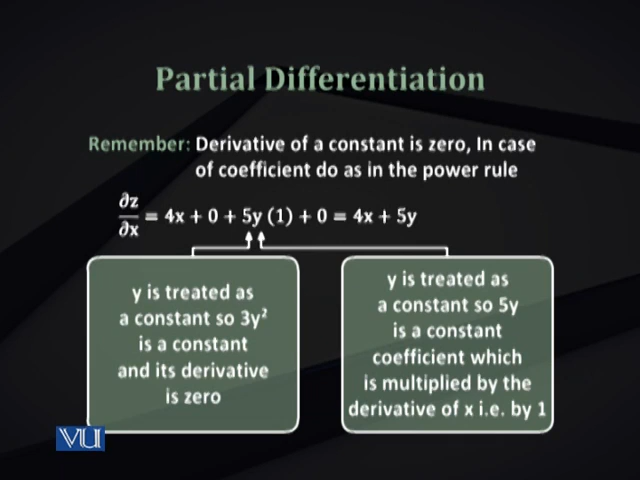 Partial Differentiation
Remember: Derivative of a constant is zero, In case
of coefficient do as in the power rule
∂z/∂x = 4x + 0 + 5y (1) + 0 = 4x + 5y
y is treated as
a constant so 3y²
is a constant
and its derivative
is zero
y is treated as
a constant so 5y
is a constant
coefficient which
is multiplied by the
derivative of x i.e. by 1
VU